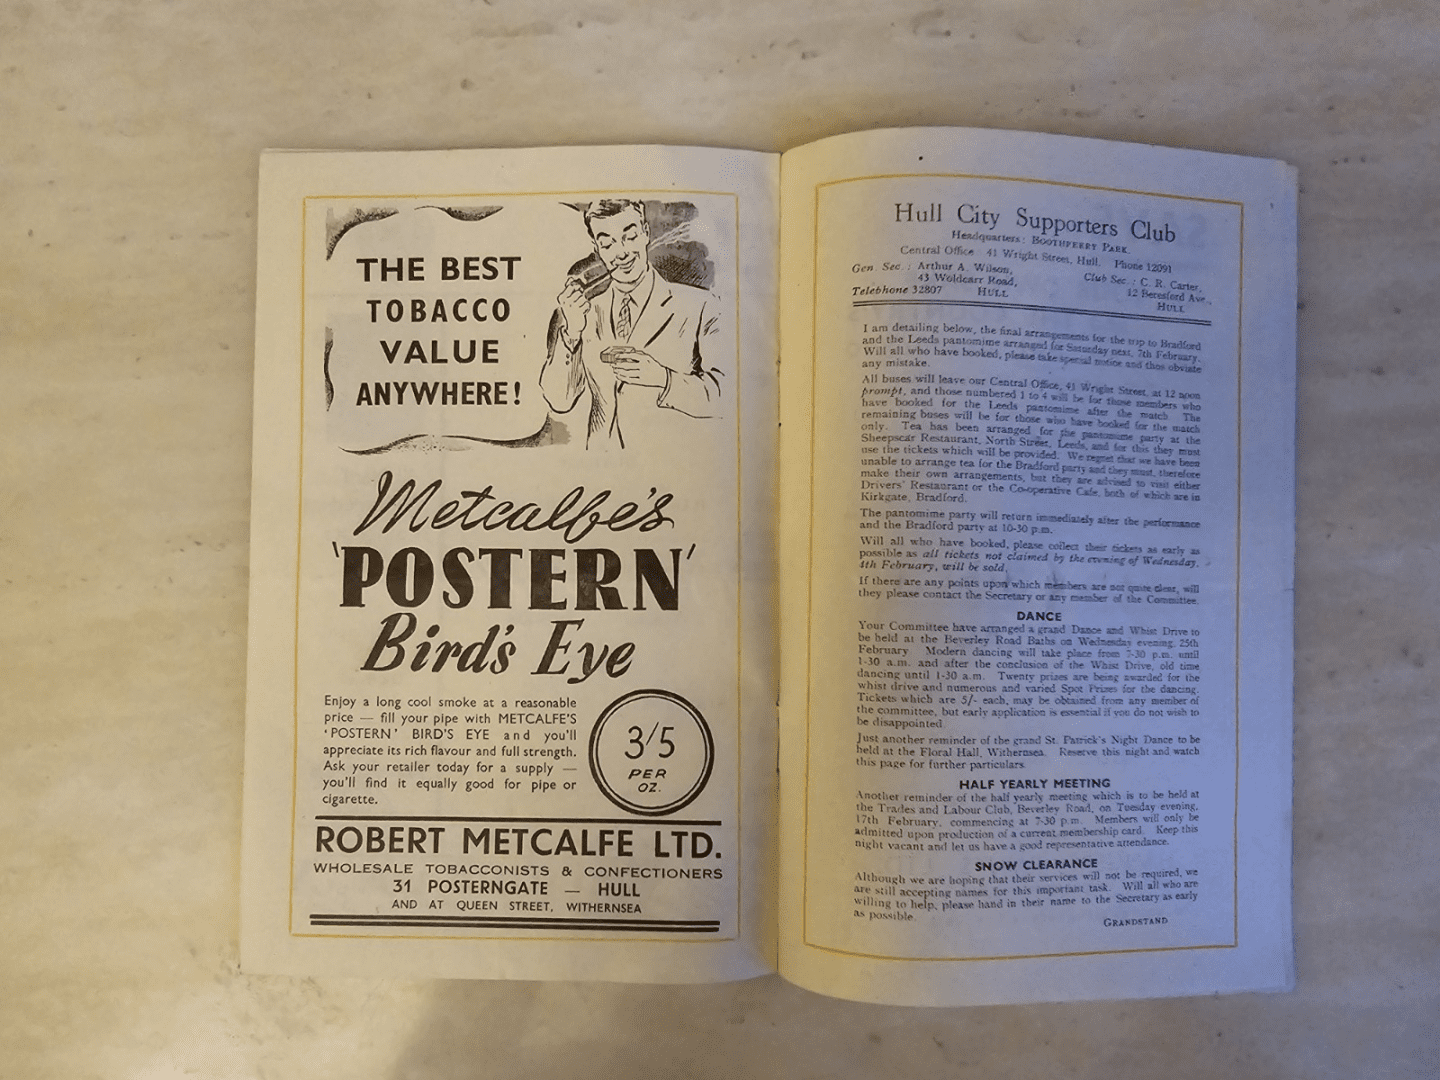 THE BEST
TOBACCO
VALUE
ANYWHERE!
Metcalfe's
'POSTERN'
Bird's Eye
Enjoy a long cool smoke at a reasonable
price — fill your pipe with METCALFE'S
'POSTERN' BIRD'S EYE and you'll
appreciate its rich flavour and full strength.
Ask your retailer today for a supply —
you'll find it equally good for pipe or
cigarette.
3/5
PER
OZ.
ROBERT METCALFE LTD.
WHOLESALE TOBACCONISTS & CONFECTIONERS
31 POSTERNGATE — HULL
AND AT QUEEN STREET, WITHERNSEA
Hull City Supporters Club
Headquarters: BOOTHFERRY PARK.
Central Office 41 Wright Street, Hull. Phone 12091
Gen Sec.: Arthur A. Wilson,
43 Woldcarr Road,
Telephone 32807 HULL
Club Sec.: C. R. Carter,
12 Beresford Ave.,
HULL
I am detailing below, the final arrangements for the trip to Bradford
and the Leeds pantomime arranged for Saturday next, 7th February.
Will all who have booked, please take special notice and thus obviate
any mistake.
All buses will leave our Central Office, 41 Wright Street, at 12 noon
prompt, and those numbered 1 to 4 will be for those members who
have booked for the Leeds pantomime after the match. The
remaining buses will be for those who have booked for the match
only. Tea has been arranged for the pantomime party at the
Sheepscar Restaurant, North Street, Leeds, and for this they must
use the tickets which will be provided. We regret that we have been
unable to arrange tea for the Bradford party and they must, therefore
make their own arrangements, but they are advised to visit either
Drivers' Restaurant or the Co-operative Cafe, both of which are in
Kirkgate, Bradford.
The pantomime party will return immediately after the performance
and the Bradford party at 10-30 p.m.
Will all who have booked, please collect their tickets as early as
possible as all tickets not claimed by the evening of Wednesday,
4th February, will be sold.
If there are any points upon which members are not quite clear, will
they please contact the Secretary or any member of the Committee.
DANCE
Your Committee have arranged a grand Dance and Whist Drive to
be held at the Beverley Road Baths on Wednesday evening, 25th
February. Modern dancing will take place from 7-30 p.m. until
1-30 a.m. and after the conclusion of the Whist Drive, old time
dancing until 1-30 a.m. Twenty prizes are being awarded for the
whist drive and numerous and varied Spot Prizes for the dancing.
Tickets which are 5/- each, may be obtained from any member of
the committee, but early application is essential if you do not wish to
be disappointed.
Just another reminder of the grand St. Patrick's Night Dance to be
held at the Floral Hall, Withernsea. Reserve this night and watch
this page for further particulars.
HALF YEARLY MEETING
Another reminder of the half yearly meeting which is to be held at
the Trades and Labour Club, Beverley Road, on Tuesday evening,
17th February, commencing at 7-30 p.m. Members will only be
admitted upon production of a current membership card. Keep this
night vacant and let us have a good representative attendance.
SNOW CLEARANCE
Although we are hoping that their services will not be required, we
are still accepting names for this important task. Will all who are
willing to help, please hand in their name to the Secretary as early
as possible.
GRANDSTAND